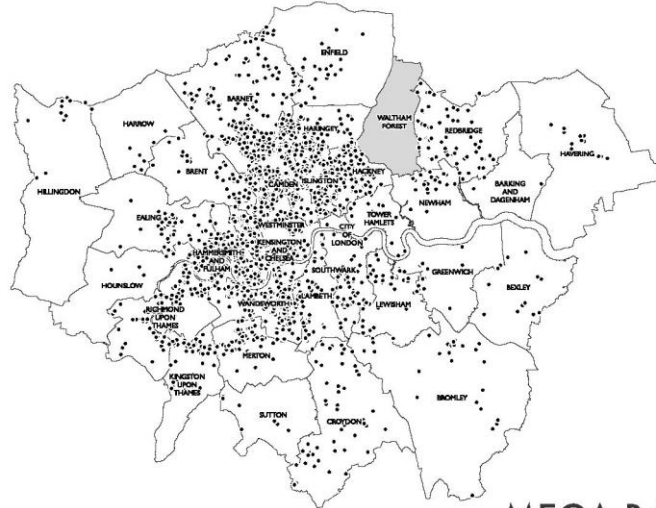 ENFIELD
BARNET
HARROW
HARINGEY
WALTHAM
FOREST
REDBRIDGE
HAVERING
BRENT
CAMDEN
ISLINGTON
HACKNEY
HILLINGDON
BARKING
AND
DAGENHAM
NEWHAM
EALING
TOWER
HAMLETS
WESTMINSTER
CITY
OF
LONDON
KENSINGTON
AND
CHELSEA
HAMMERSMITH
AND
FULHAM
SOUTHWARK
GREENWICH
HOUNSLOW
BEXLEY
LAMBETH
LEWISHAM
WANDSWORTH
RICHMOND
UPON
THAMES
MERTON
KINGSTON
UPON
THAMES
BROMLEY
SUTTON
CROYDON